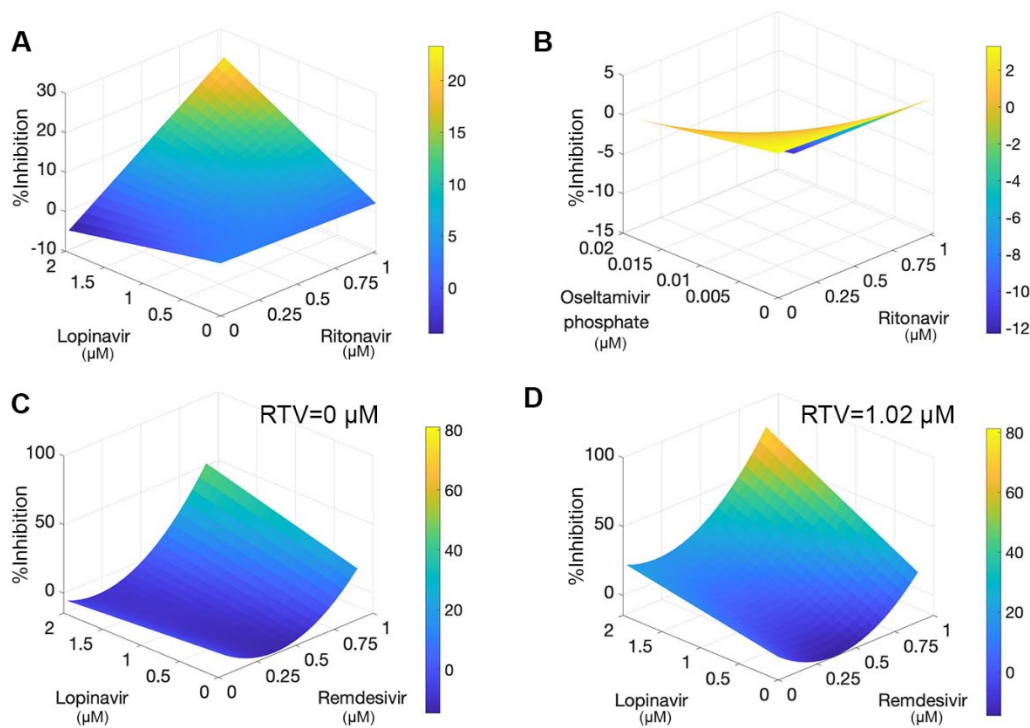 A
%Inhibition
30
20
10
0
-10
2
1.5
1
0.5
0
0
0.25
0.5
0.75
1
Lopinavir
(µM)
Ritonavir
(µM)
20
15
10
5
0
B
%Inhibition
5
0
-5
-10
-15
0.02
0.015
0.01
0.005
0
0
0.25
0.5
0.75
1
Oseltamivir
phosphate
(µM)
Ritonavir
(µM)
2
0
-2
-4
-6
-8
-10
-12
C
RTV=0 µM
%Inhibition
100
50
0
2
1.5
1
0.5
0
0
0.25
0.5
0.75
1
Lopinavir
(µM)
Remdesivir
(µM)
80
60
40
20
0
D
RTV=1.02 µM
%Inhibition
100
50
0
2
1.5
1
0.5
0
0
0.25
0.5
0.75
1
Lopinavir
(µM)
Remdesivir
(µM)
80
60
40
20
0